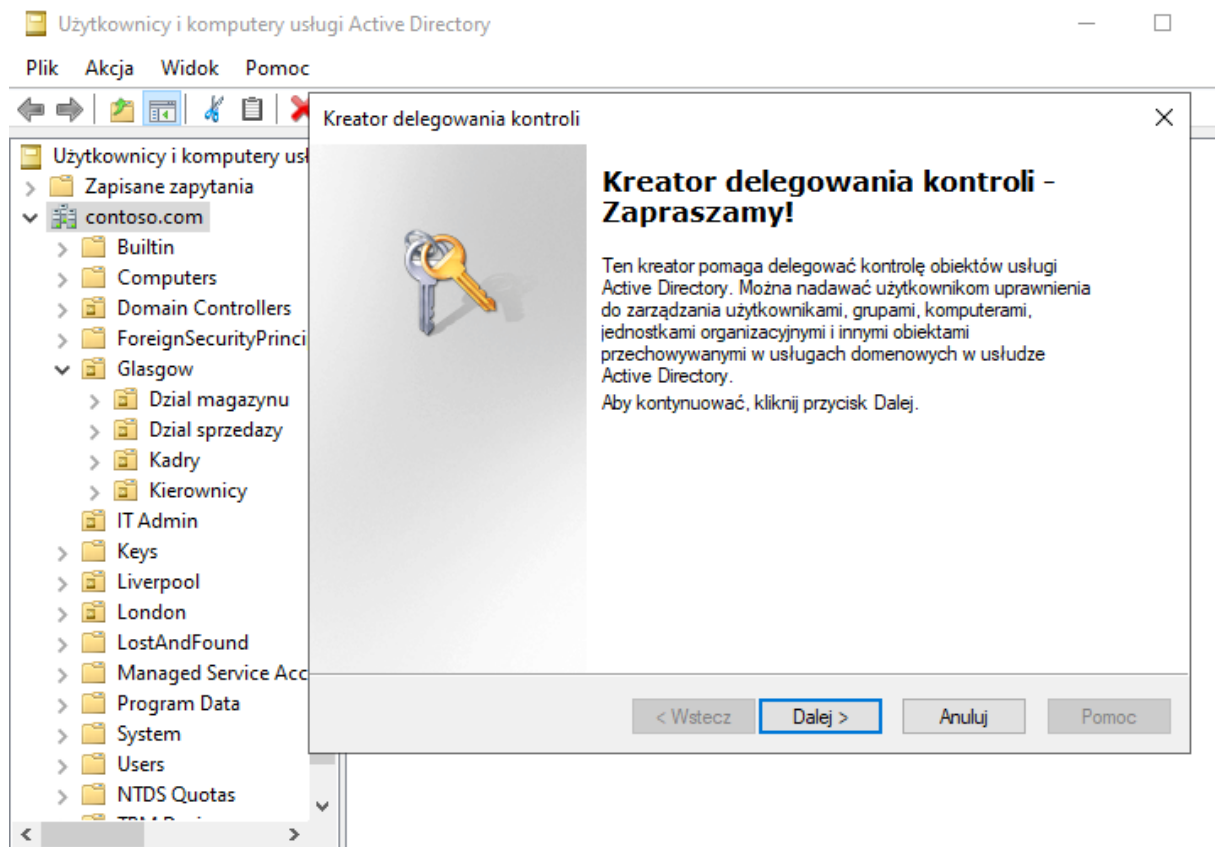 Użytkownicy i komputery usługi Active Directory
Plik Akcja Widok Pomoc
Kreator delegowania kontroli
Użytkownicy i komputery usł
Zapisane zapytania
contoso.com
Builtin
Computers
Domain Controllers
ForeignSecurityPrinci
Glasgow
Dzial magazynu
Dzial sprzedazy
Kadry
Kierownicy
IT Admin
Keys
Liverpool
London
LostAndFound
Managed Service Acc
Program Data
System
Users
NTDS Quotas
Kreator delegowania kontroli -
Zapraszamy!
Ten kreator pomaga delegować kontrolę obiektów usługi
Active Directory. Można nadawać użytkownikom uprawnienia
do zarządzania użytkownikami, grupami, komputerami,
jednostkami organizacyjnymi i innymi obiektami
przechowywanymi w usługach domenowych w usłudze
Active Directory.
Aby kontynuować, kliknij przycisk Dalej.
< Wstecz Dalej > Anuluj Pomoc